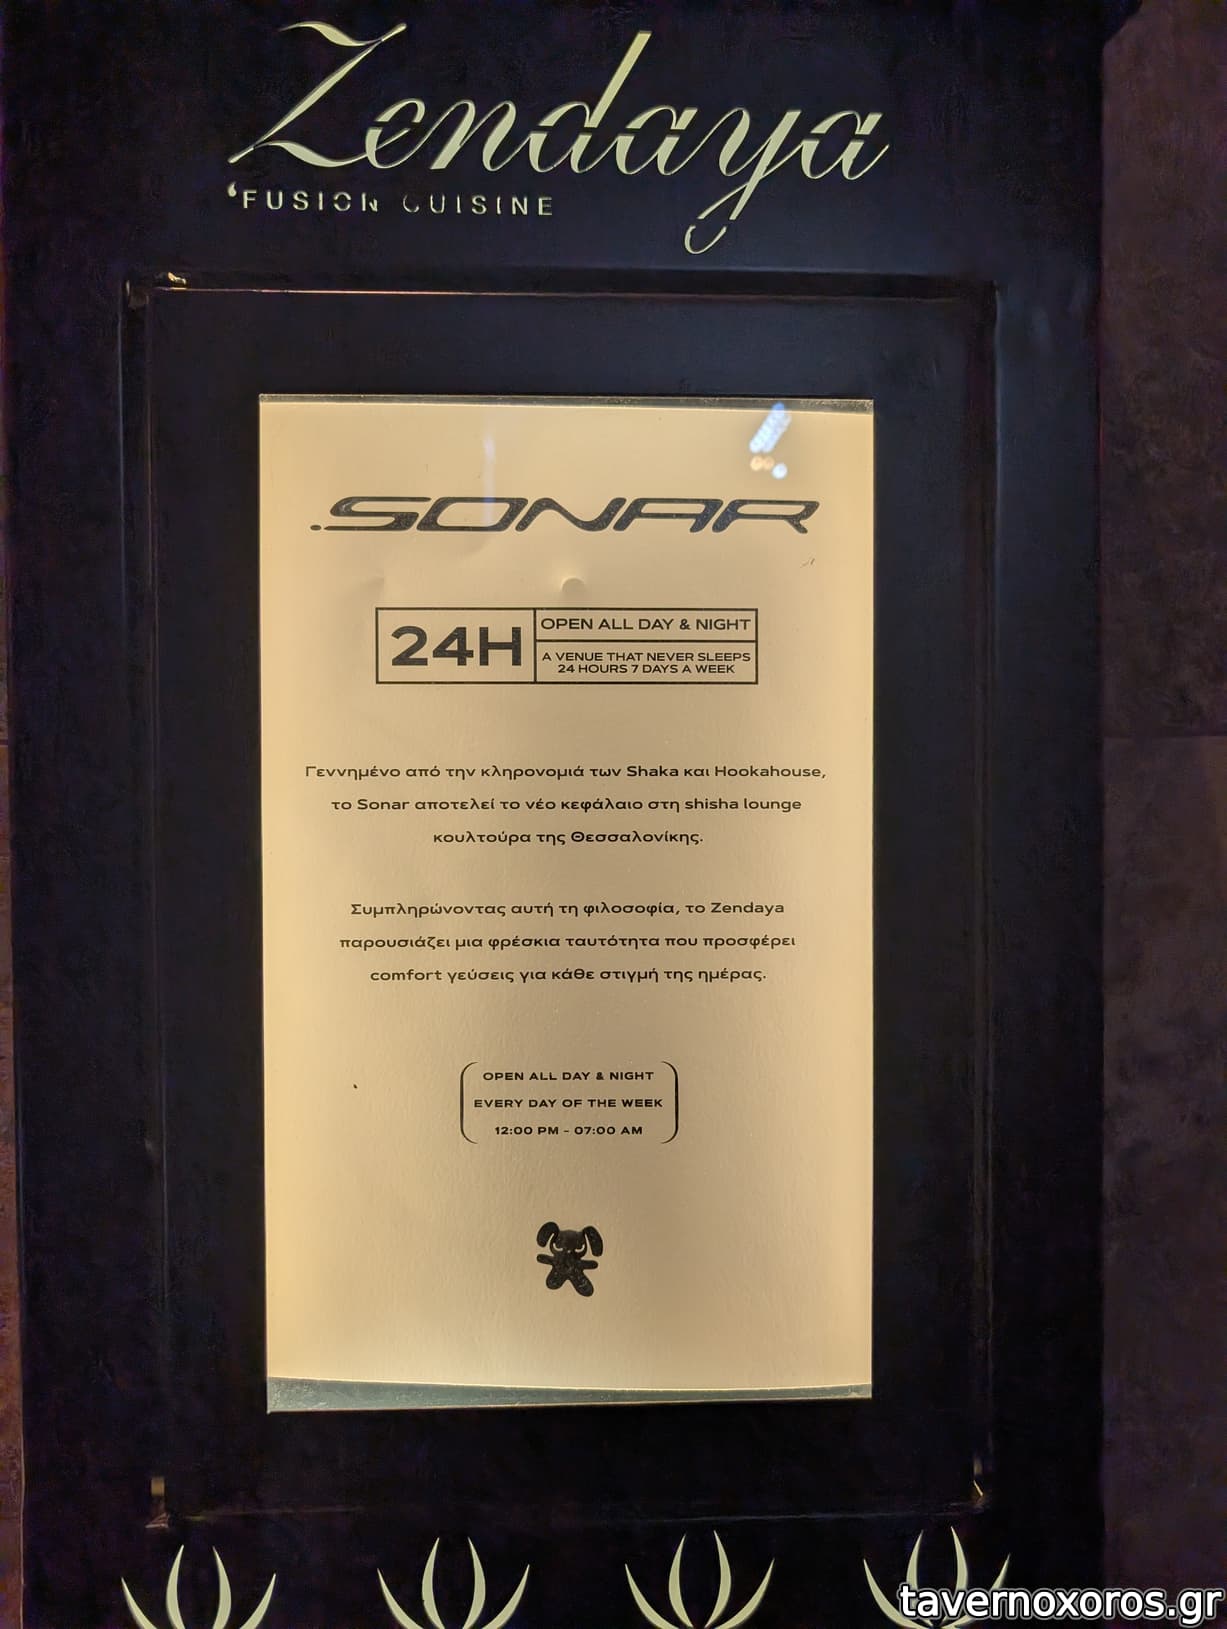 Zendaya
‘FUSION CUISINE
.SONAR
24H
OPEN ALL DAY & NIGHT
A VENUE THAT NEVER SLEEPS
24 HOURS 7 DAYS A WEEK
Γεννημένο από την κληρονομιά των Shaka και Hookahouse,
το Sonar αποτελεί το νέο κεφάλαιο στη shisha lounge
κουλτούρα της Θεσσαλονίκης.
Συμπληρώνοντας αυτή τη φιλοσοφία, το Zendaya
παρουσιάζει μια φρέσκια ταυτότητα που προσφέρει
comfort γεύσεις για κάθε στιγμή της ημέρας.
OPEN ALL DAY & NIGHT
EVERY DAY OF THE WEEK
12:00 PM - 07:00 AM
tavernoxoros.gr